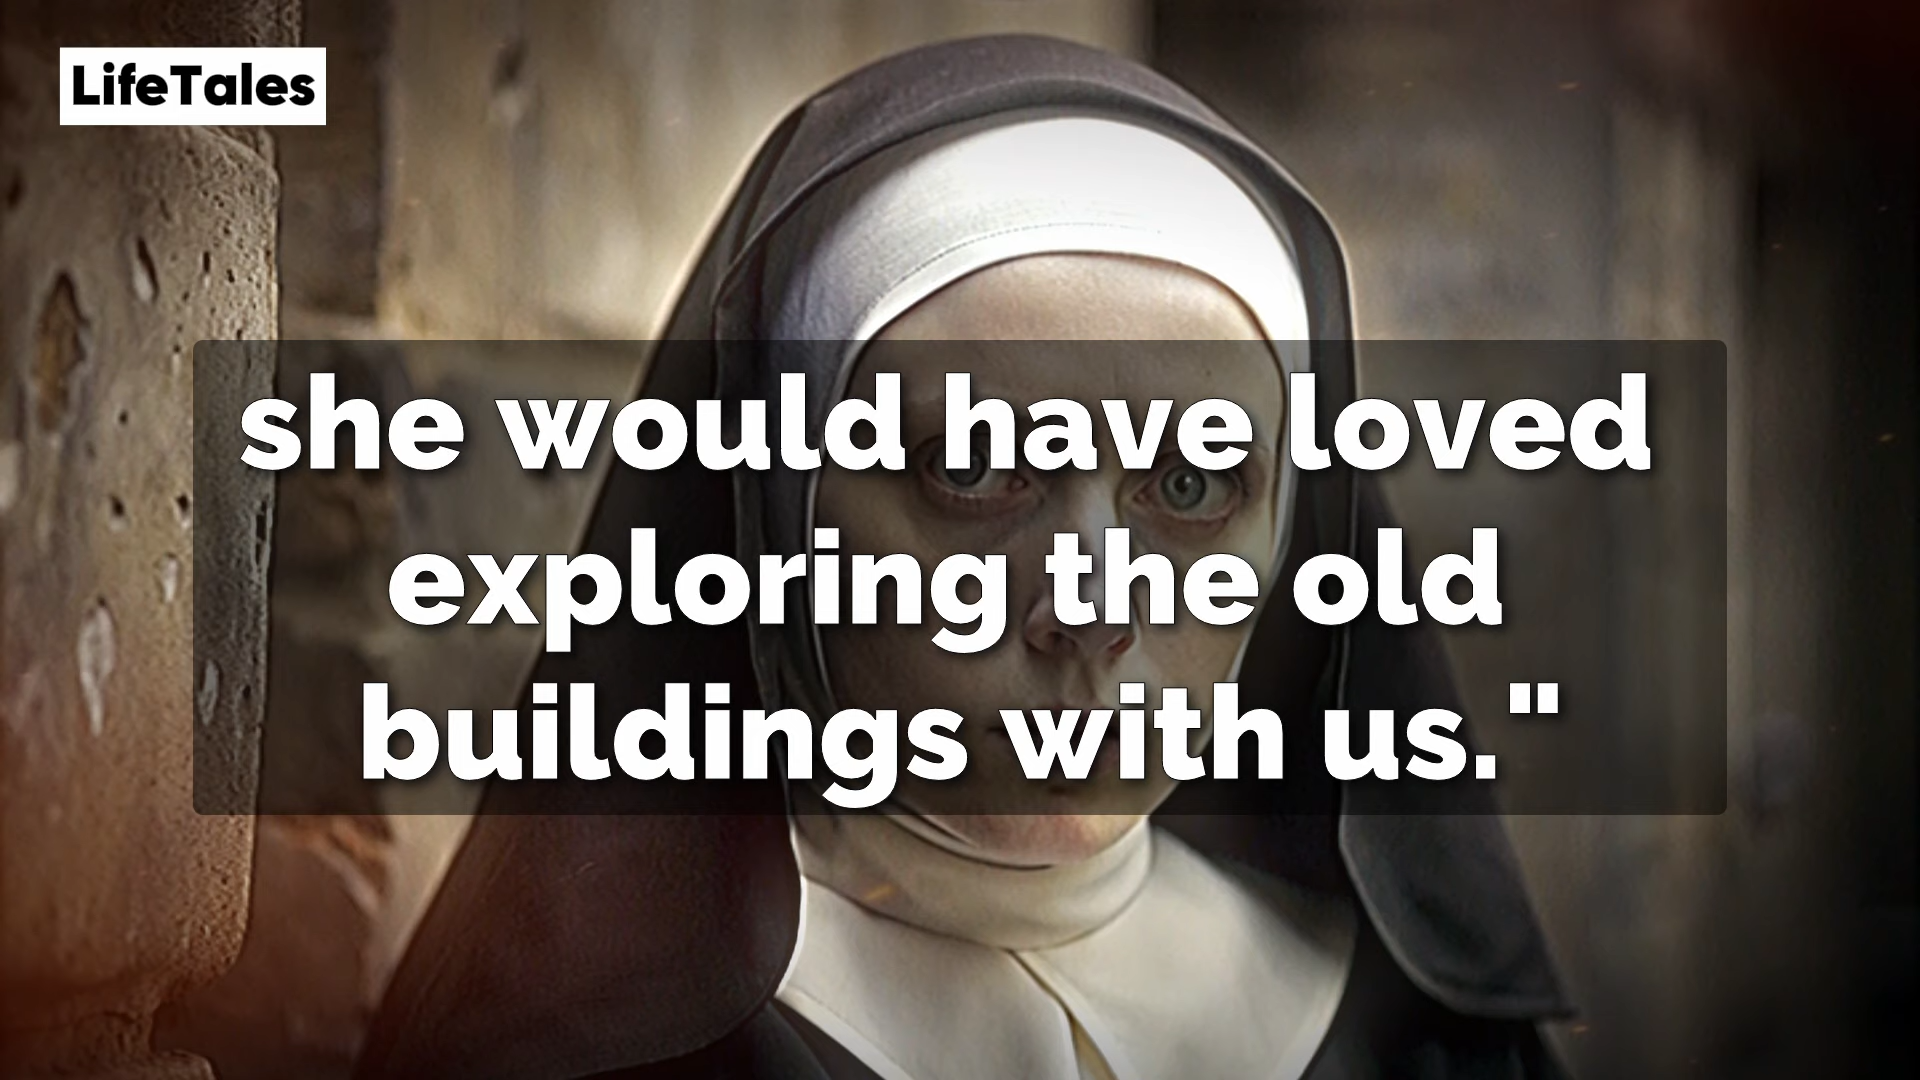 LifeTales
she would have loved
exploring the old
buildings with us."